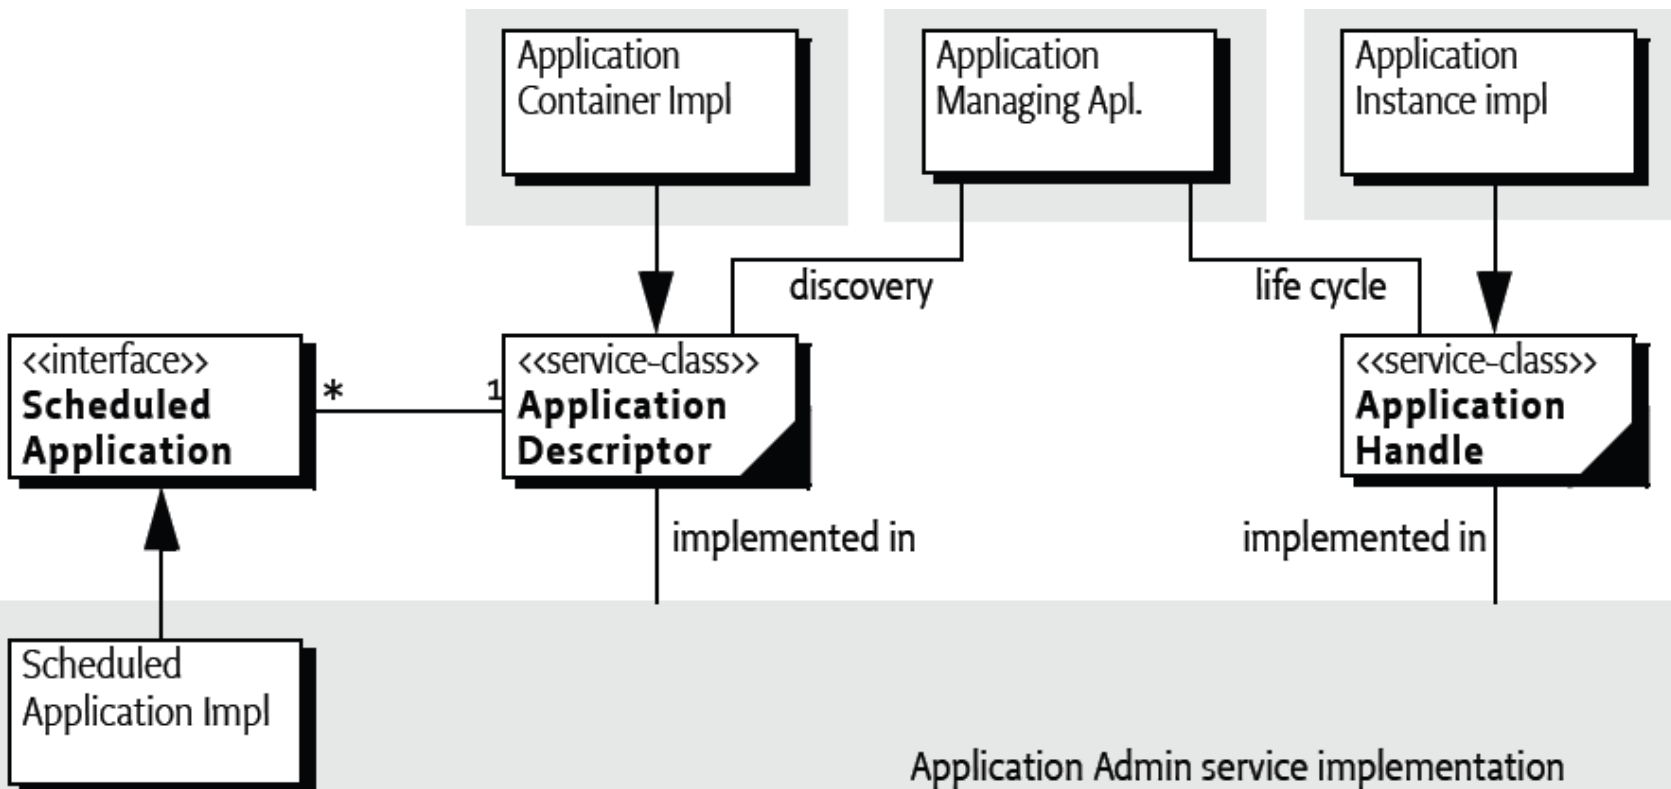 Application
Container Impl
Application
Managing Apl.
Application
Instance impl
discovery
life cycle
<<interface>>
Scheduled
Application
*
1
<<service-class>>
Application
Descriptor
<<service-class>>
Application
Handle
implemented in
implemented in
Scheduled
Application Impl
Application Admin service implementation